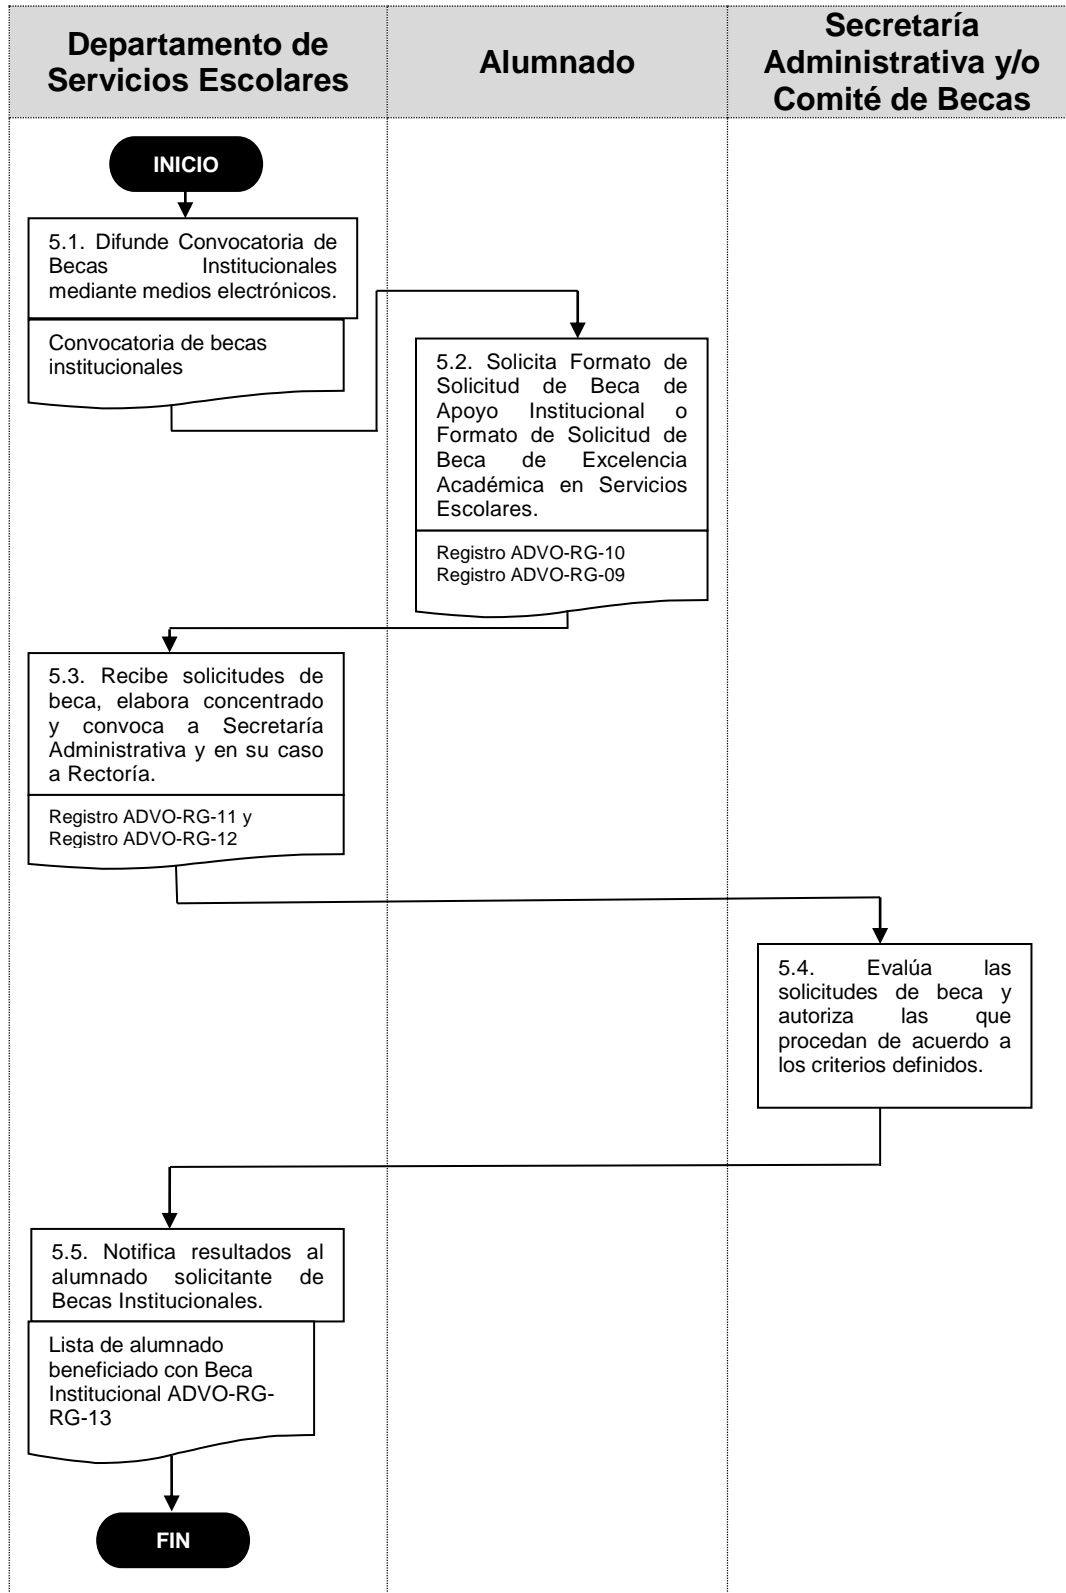 Departamento de
Servicios Escolares
Alumnado
Secretaría
Administrativa y/o
Comité de Becas
INICIO
5.1. Difunde Convocatoria de
Becas Institucionales
mediante medios electrónicos.
Convocatoria de becas
institucionales
5.2. Solicita Formato de
Solicitud de Beca de
Apoyo Institucional o
Formato de Solicitud de
Beca de Excelencia
Académica en Servicios
Escolares.
Registro ADVO-RG-10
Registro ADVO-RG-09
5.3. Recibe solicitudes de
beca, elabora concentrado
y convoca a Secretaría
Administrativa y en su caso
a Rectoría.
Registro ADVO-RG-11 y
Registro ADVO-RG-12
5.4. Evalúa las
solicitudes de beca y
autoriza las que
procedan de acuerdo a
los criterios definidos.
5.5. Notifica resultados al
alumnado solicitante de
Becas Institucionales.
Lista de alumnado
beneficiado con Beca
Institucional ADVO-RG-
RG-13
FIN